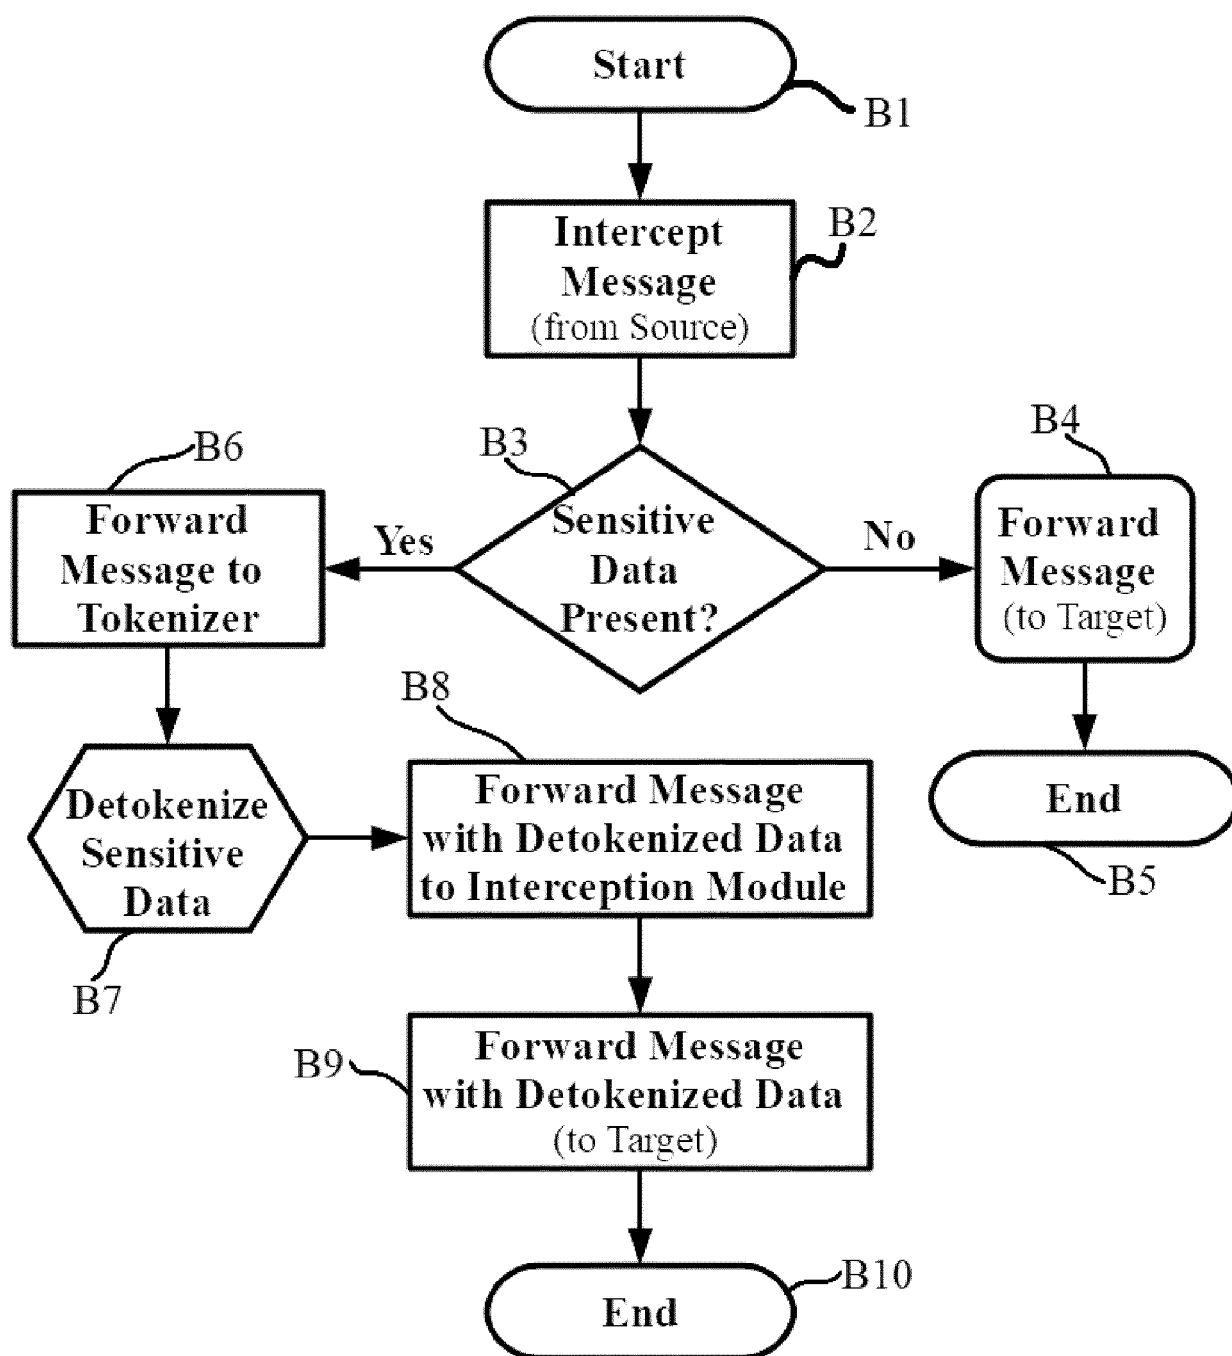 Start
B1
Intercept
Message
(from Source)
B2
B3
Sensitive
Data
Present?
Yes
No
B4
Forward
Message
(to Target)
End
B5
B6
Forward
Message to
Tokenizer
Detokenize
Sensitive
Data
B7
B8
Forward Message
with Detokenized Data
to Interception Module
B9
Forward Message
with Detokenized Data
(to Target)
End
B10